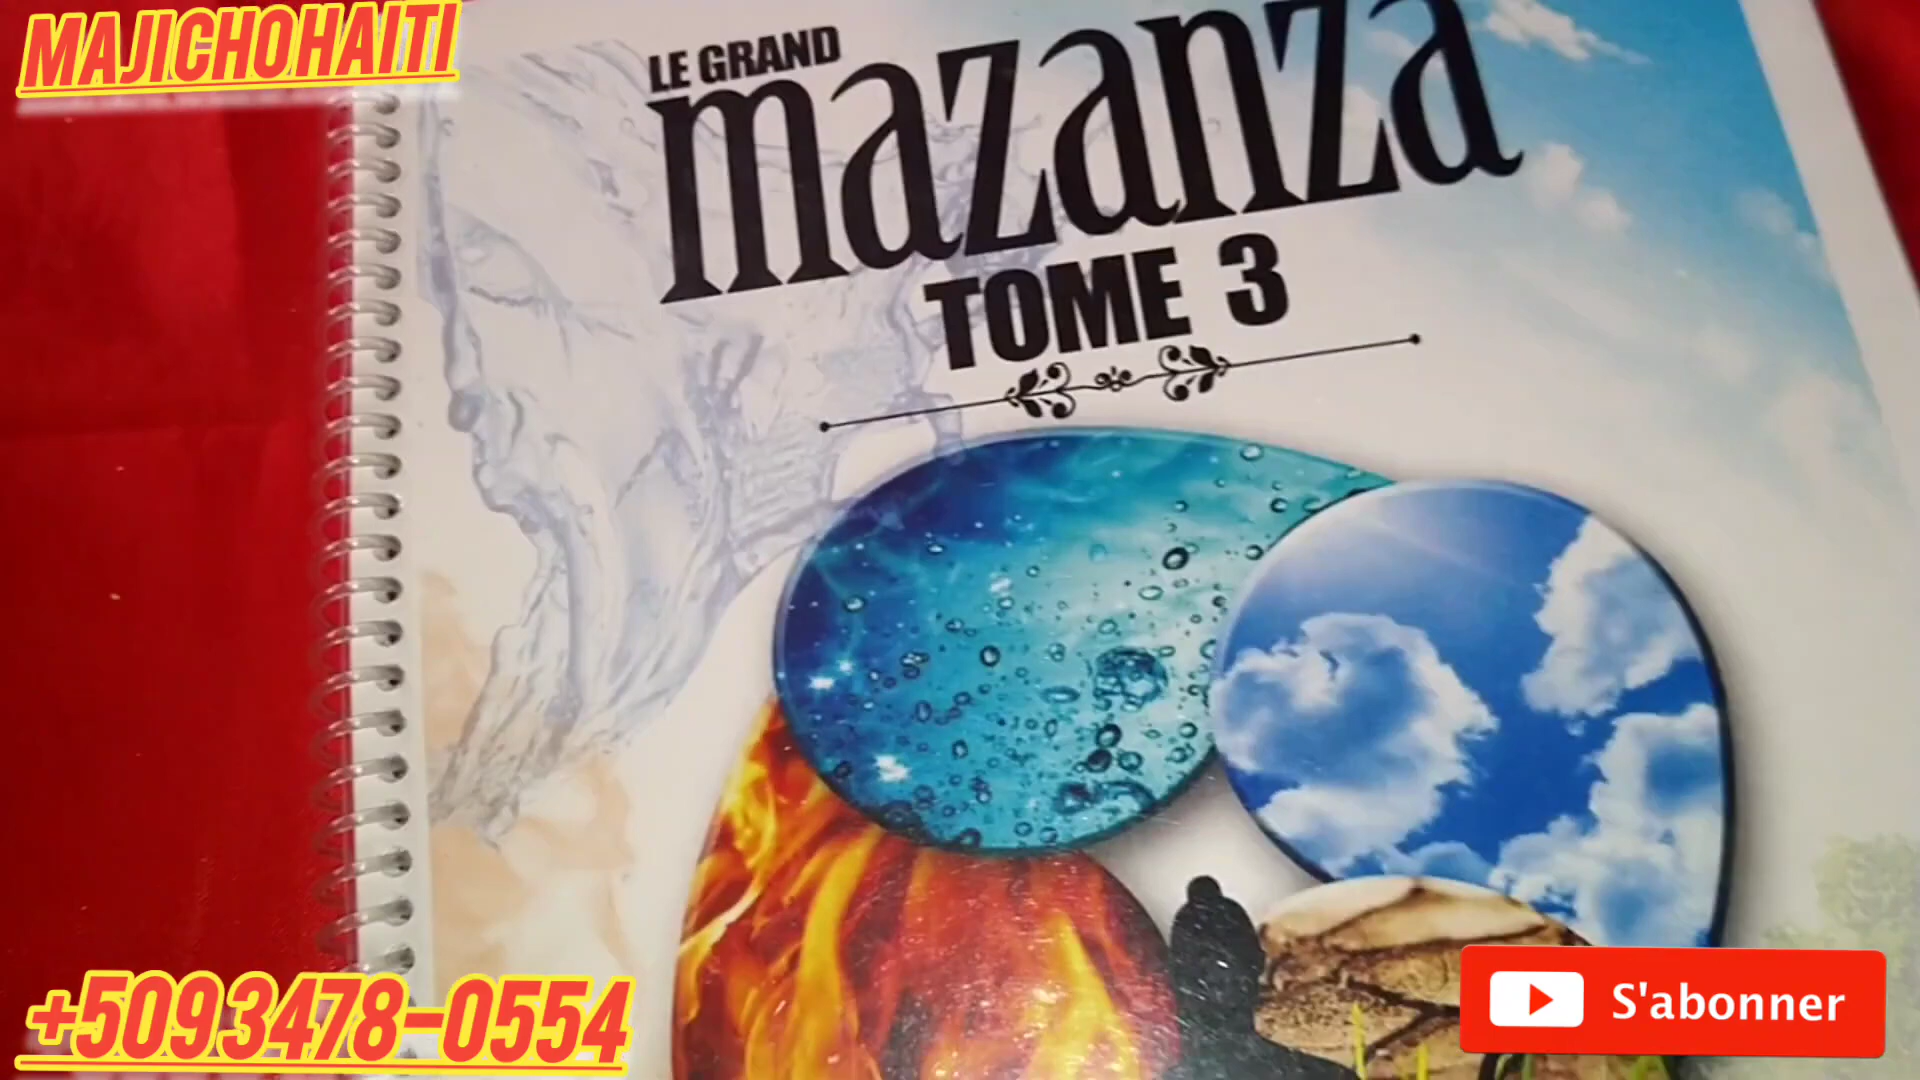 MAJICHOHAITI
LE GRAND
mazanza
TOME 3
+5093478-0554
S'abonner